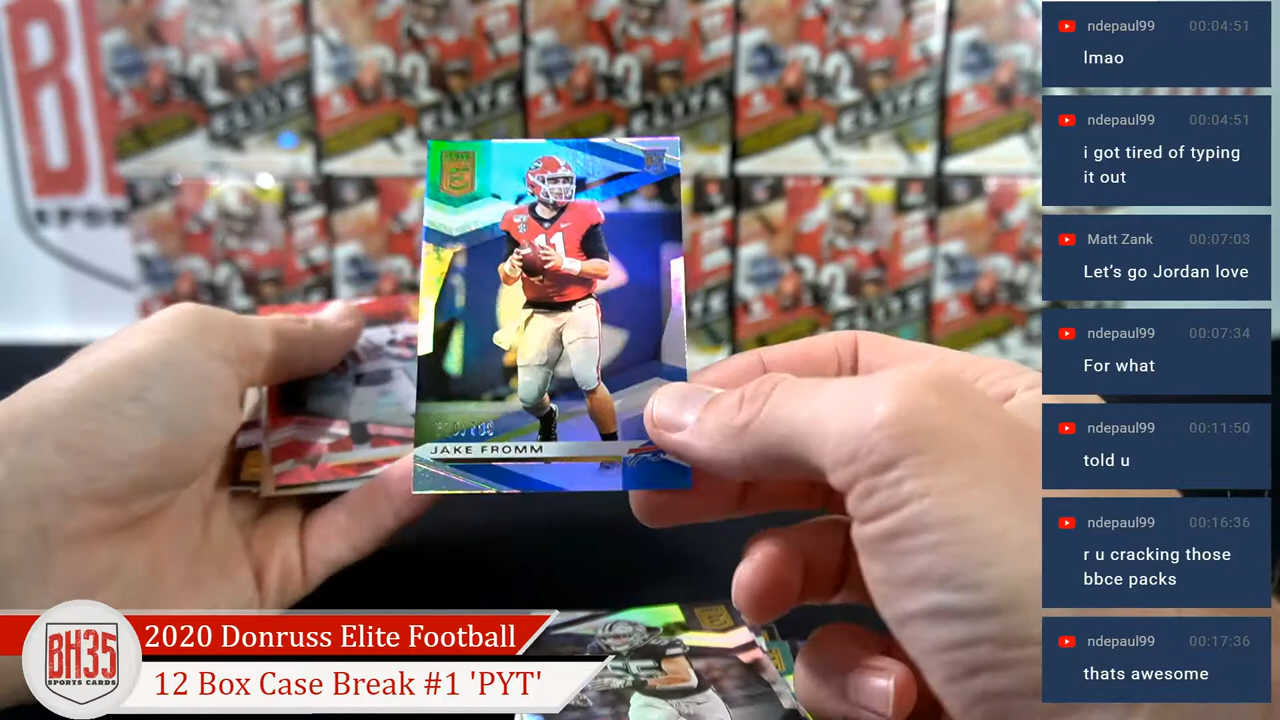 ELITE
JAKE FROMM
11
2020 Donruss Elite Football
12 Box Case Break #1 'PYT'
BH35
SPORTS CARDS
ndepaul99 00:04:51
lmao
ndepaul99 00:04:51
i got tired of typing
it out
Matt Zank 00:07:03
Let's go Jordan love
ndepaul99 00:07:34
For what
ndepaul99 00:11:50
told u
ndepaul99 00:16:36
r u cracking those
bbce packs
ndepaul99 00:17:36
thats awesome